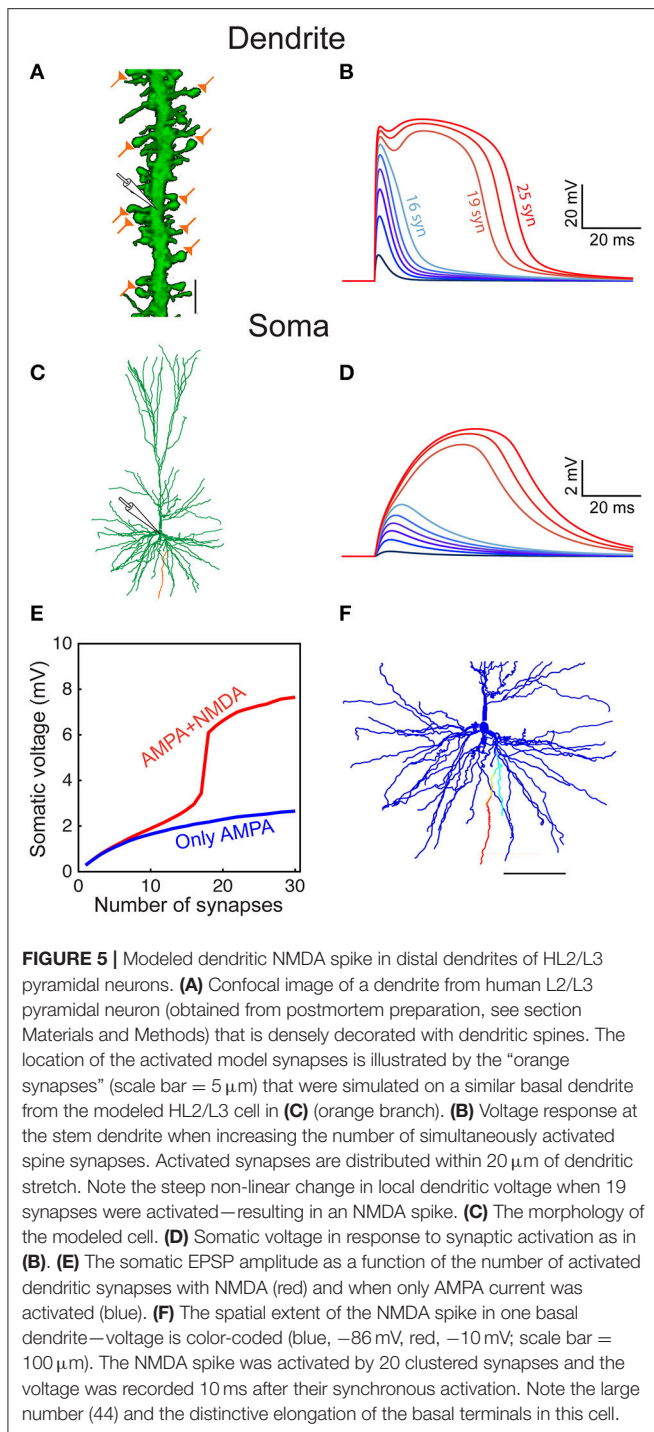 Dendrite
A
B
16 syn
19 syn
25 syn
20 mV
20 ms
Soma
C
D
2 mV
20 ms
E
F
10
8
6
4
2
0
Somatic voltage (mV)
AMPA+NMDA
Only AMPA
0
10
20
30
Number of synapses
FIGURE 5 | Modeled dendritic NMDA spike in distal dendrites of HL2/L3
pyramidal neurons. (A) Confocal image of a dendrite from human L2/L3
pyramidal neuron (obtained from postmortem preparation, see section
Materials and Methods) that is densely decorated with dendritic spines. The
location of the activated model synapses is illustrated by the “orange
synapses” (scale bar = 5 μm) that were simulated on a similar basal dendrite
from the modeled HL2/L3 cell in (C) (orange branch). (B) Voltage response at
the stem dendrite when increasing the number of simultaneously activated
spine synapses. Activated synapses are distributed within 20 μm of dendritic
stretch. Note the steep non-linear change in local dendritic voltage when 19
synapses were activated—resulting in an NMDA spike. (C) The morphology of
the modeled cell. (D) Somatic voltage in response to synaptic activation as in
(B). (E) The somatic EPSP amplitude as a function of the number of activated
dendritic synapses with NMDA (red) and when only AMPA current was
activated (blue). (F) The spatial extent of the NMDA spike in one basal
dendrite—voltage is color-coded (blue, −86 mV, red, −10 mV; scale bar =
100 μm). The NMDA spike was activated by 20 clustered synapses and the
voltage was recorded 10 ms after their synchronous activation. Note the large
number (44) and the distinctive elongation of the basal terminals in this cell.